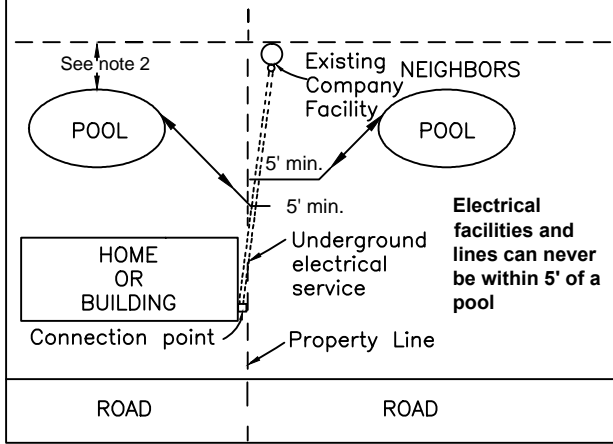 See note 2
Existing
Company
Facility
NEIGHBORS
POOL
POOL
5' min.
5' min.
Electrical
facilities and
lines can never
be within 5' of a
pool
Underground
electrical
service
HOME
OR
BUILDING
Connection point
Property Line
ROAD
ROAD